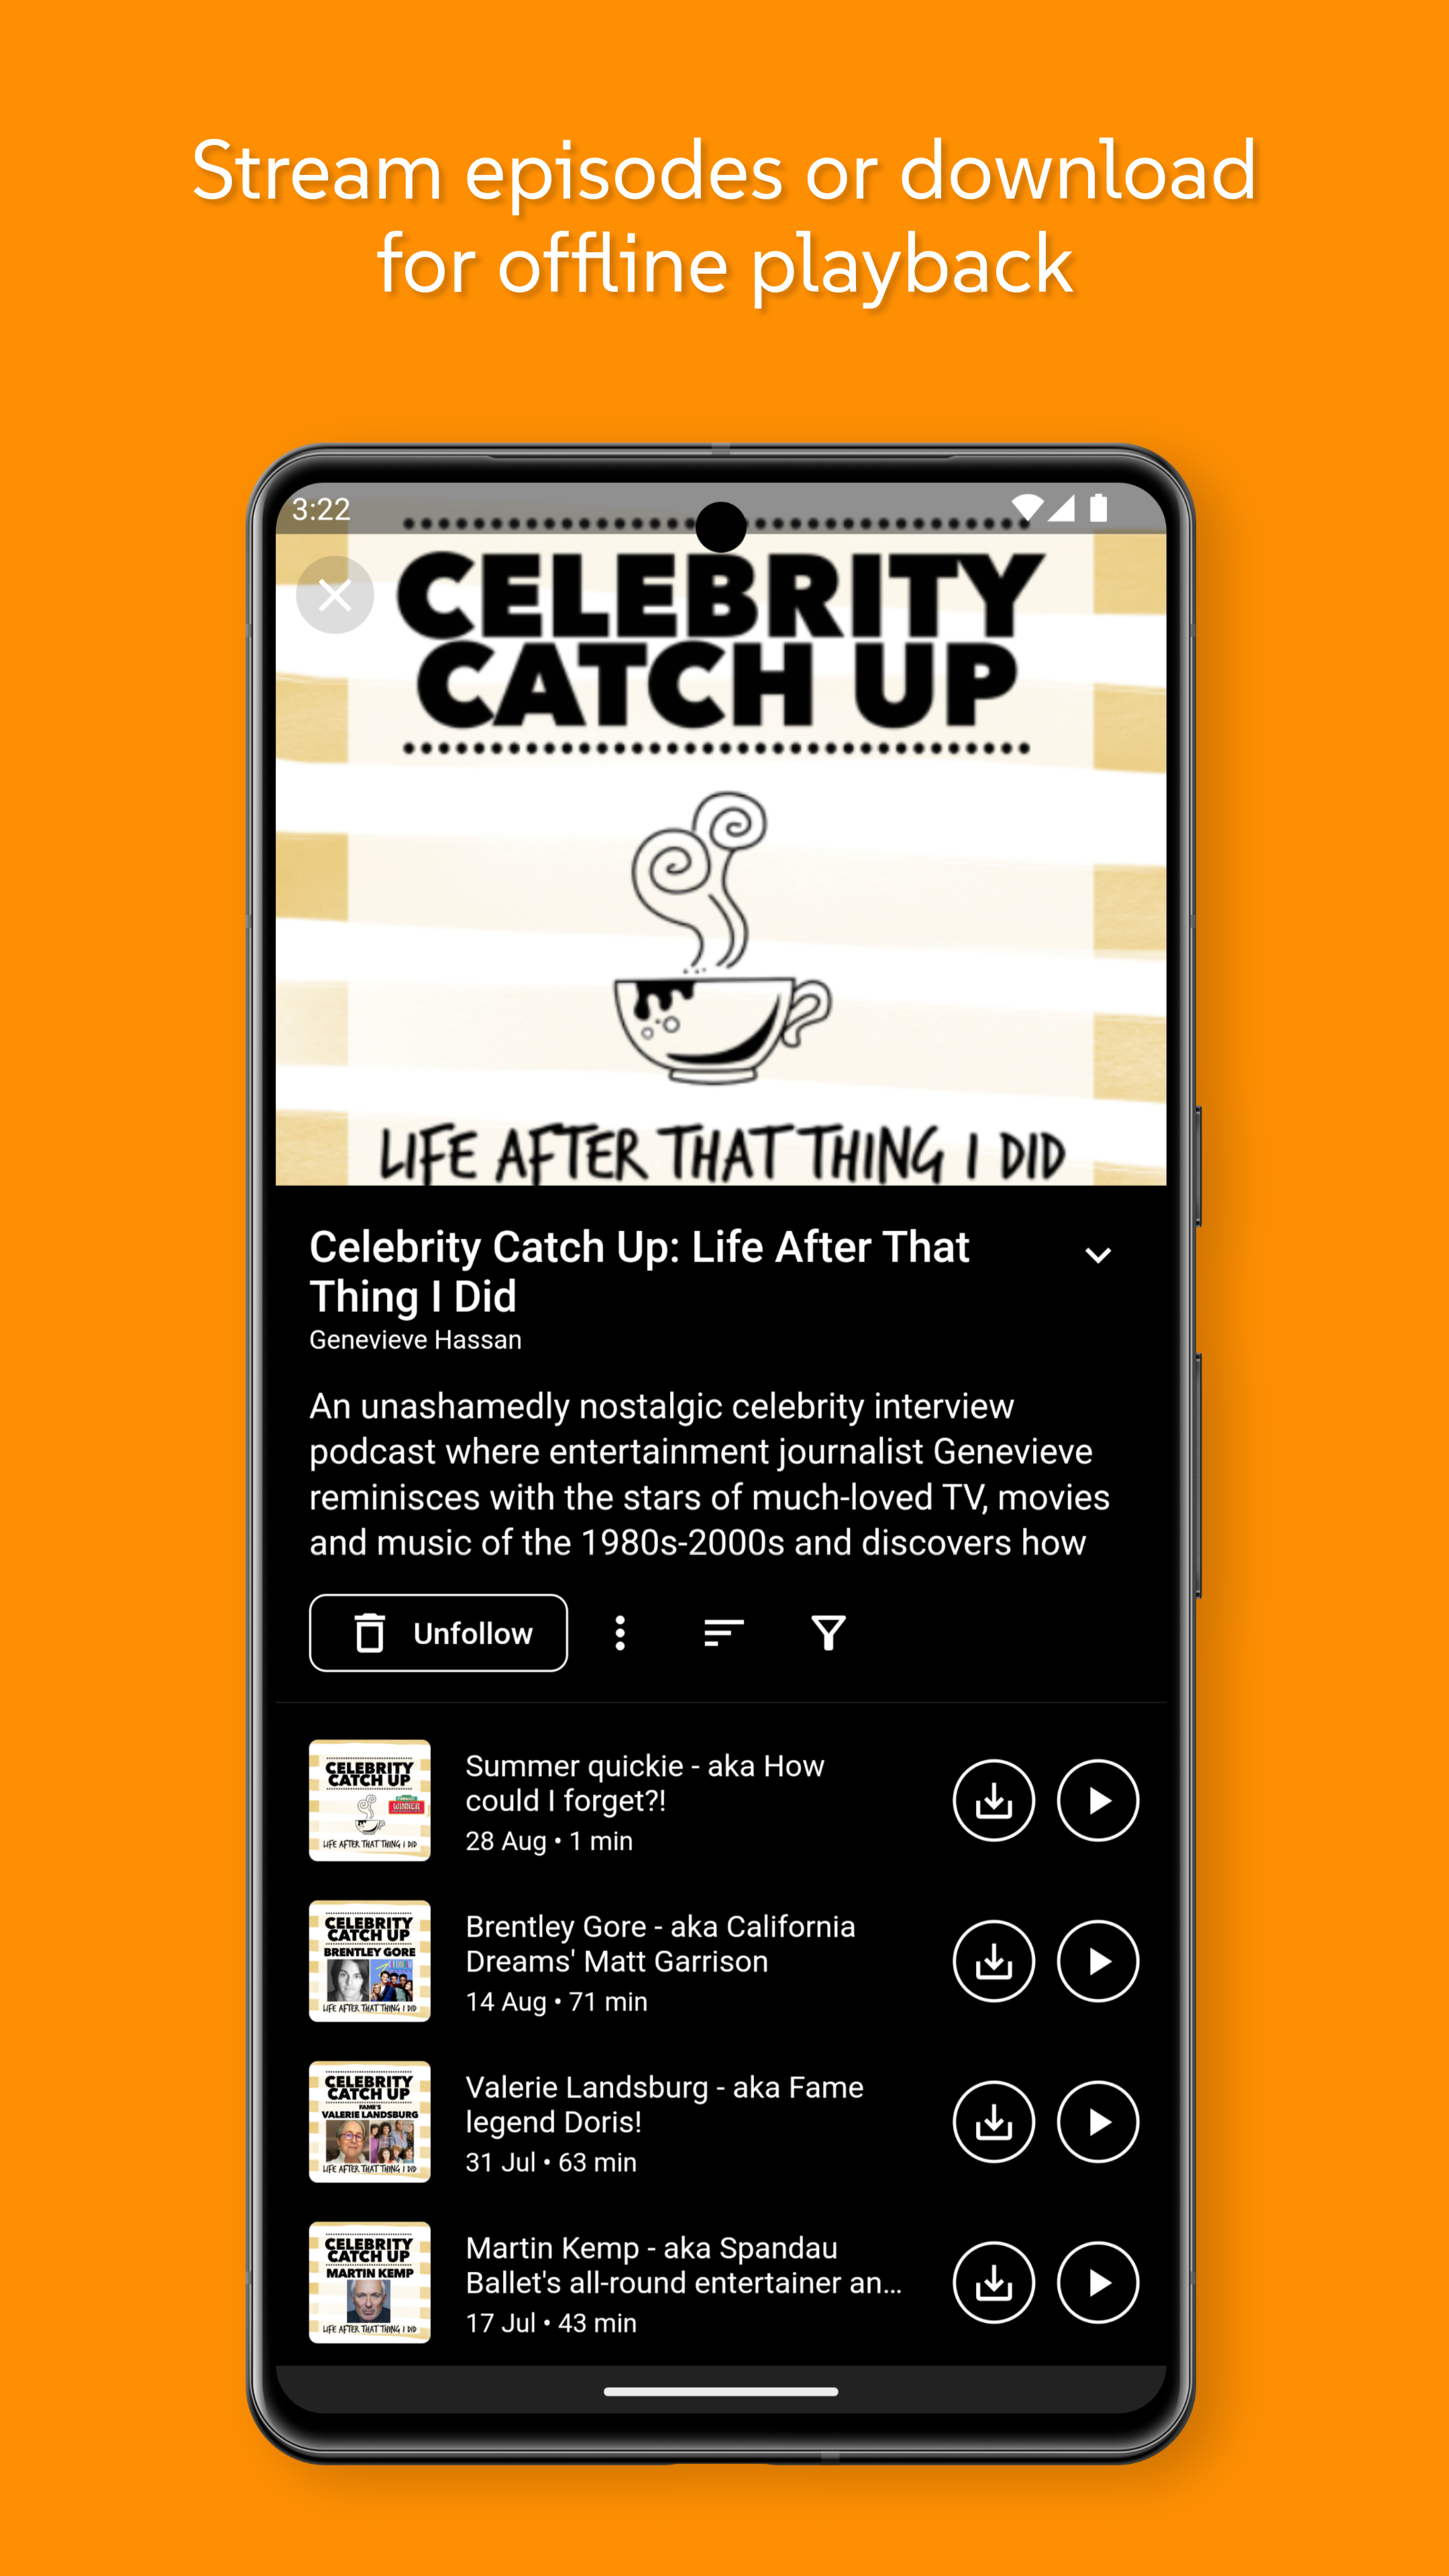 Stream episodes or download
for offline playback
3:22
CELEBRITY
CATCH UP
LIFE AFTER THAT THING I DID
Celebrity Catch Up: Life After That
Thing I Did
Genevieve Hassan
An unashamedly nostalgic celebrity interview
podcast where entertainment journalist Genevieve
reminisces with the stars of much-loved TV, movies
and music of the 1980s-2000s and discovers how
Unfollow
CELEBRITY
CATCH UP
WINNER
LIFE AFTER THAT THING I DID
Summer quickie - aka How
could I forget?!
28 Aug • 1 min
CELEBRITY
CATCH UP
BRENTLEY GORE
LIFE AFTER THAT THING I DID
Brentley Gore - aka California
Dreams' Matt Garrison
14 Aug • 71 min
CELEBRITY
CATCH UP
FAME'S
VALERIE LANDSBURG
LIFE AFTER THAT THING I DID
Valerie Landsburg - aka Fame
legend Doris!
31 Jul • 63 min
CELEBRITY
CATCH UP
MARTIN KEMP
LIFE AFTER THAT THING I DID
Martin Kemp - aka Spandau
Ballet's all-round entertainer an...
17 Jul • 43 min